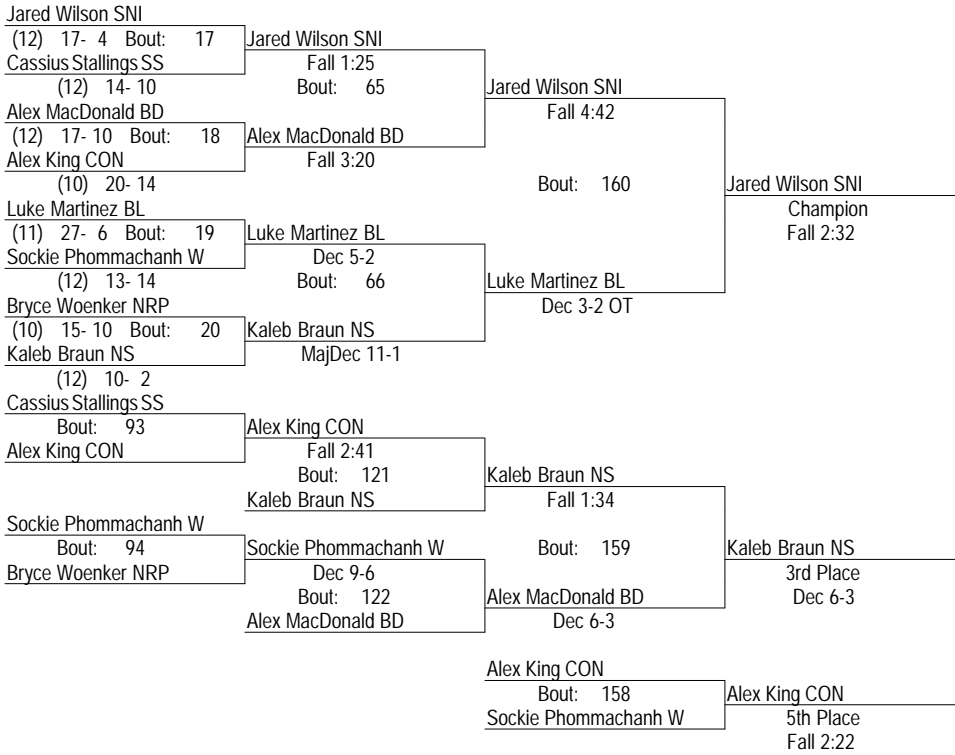 Jared Wilson SNI
(12) 17- 4 Bout: 17
Jared Wilson SNI
Cassius Stallings SS
Fall 1:25
(12) 14- 10
Bout: 65
Jared Wilson SNI
Alex MacDonald BD
Fall 4:42
(12) 17- 10 Bout: 18
Alex MacDonald BD
Alex King CON
Fall 3:20
(10) 20- 14
Bout: 160
Jared Wilson SNI
Luke Martinez BL
Champion
(11) 27- 6 Bout: 19
Luke Martinez BL
Fall 2:32
Sockie Phommachanh W
Dec 5-2
(12) 13- 14
Bout: 66
Luke Martinez BL
Bryce Woenker NRP
Dec 3-2 OT
(10) 15- 10 Bout: 20
Kaleb Braun NS
Kaleb Braun NS
MajDec 11-1
(12) 10- 2
Cassius Stallings SS
Bout: 93
Alex King CON
Alex King CON
Fall 2:41
Bout: 121
Kaleb Braun NS
Kaleb Braun NS
Fall 1:34
Sockie Phommachanh W
Bout: 94
Sockie Phommachanh W
Bout: 159
Kaleb Braun NS
Bryce Woenker NRP
Dec 9-6
3rd Place
Bout: 122
Alex MacDonald BD
Dec 6-3
Alex MacDonald BD
Dec 6-3
Alex King CON
Bout: 158
Alex King CON
Sockie Phommachanh W
5th Place
Fall 2:22